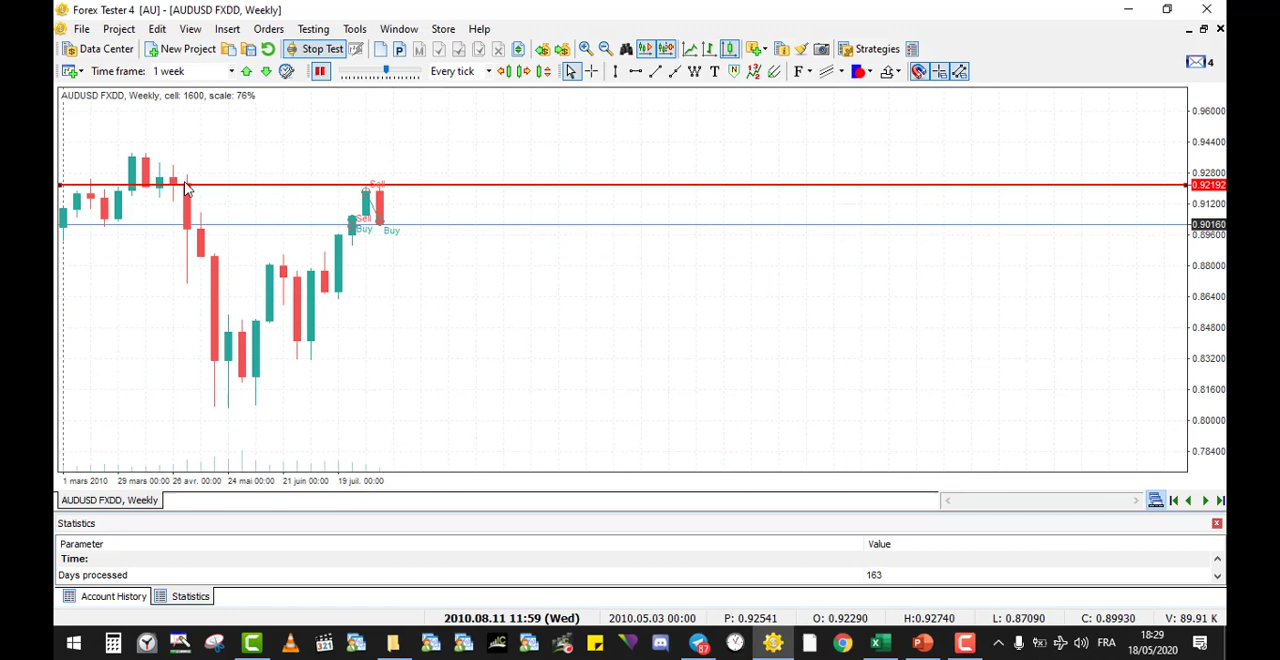 Forex Tester 4 [AU] - [AUDUSD FXDD, Weekly]
File Project Edit View Insert Orders Testing Tools Window Store Help
Data Center New Project Stop Test Strategies
Time frame: 1 week Every tick 4
AUDUSD FXDD, Weekly, cell: 1600, scale: 76%
0.96000
0.94400
0.92800
0.92192
0.91200
0.90160
0.89600
0.88000
0.86400
0.84800
0.83200
0.81600
0.80000
0.78400
Sell
Sell
Buy
Buy
1 mars 2010 29 mars 00:00 26 avr. 00:00 24 mai 00:00 21 juin 00:00 19 juil. 00:00
AUDUSD FXDD, Weekly
Statistics
Parameter Value
Time:
Days processed 163
Account History Statistics
2010.08.11 11:59 (Wed) 2010.05.03 00:00 P: 0.92541 O: 0.92290 H:0.92740 L: 0.87090 C: 0.89930 V: 89.91 K
87 FRA 18:29
18/05/2020